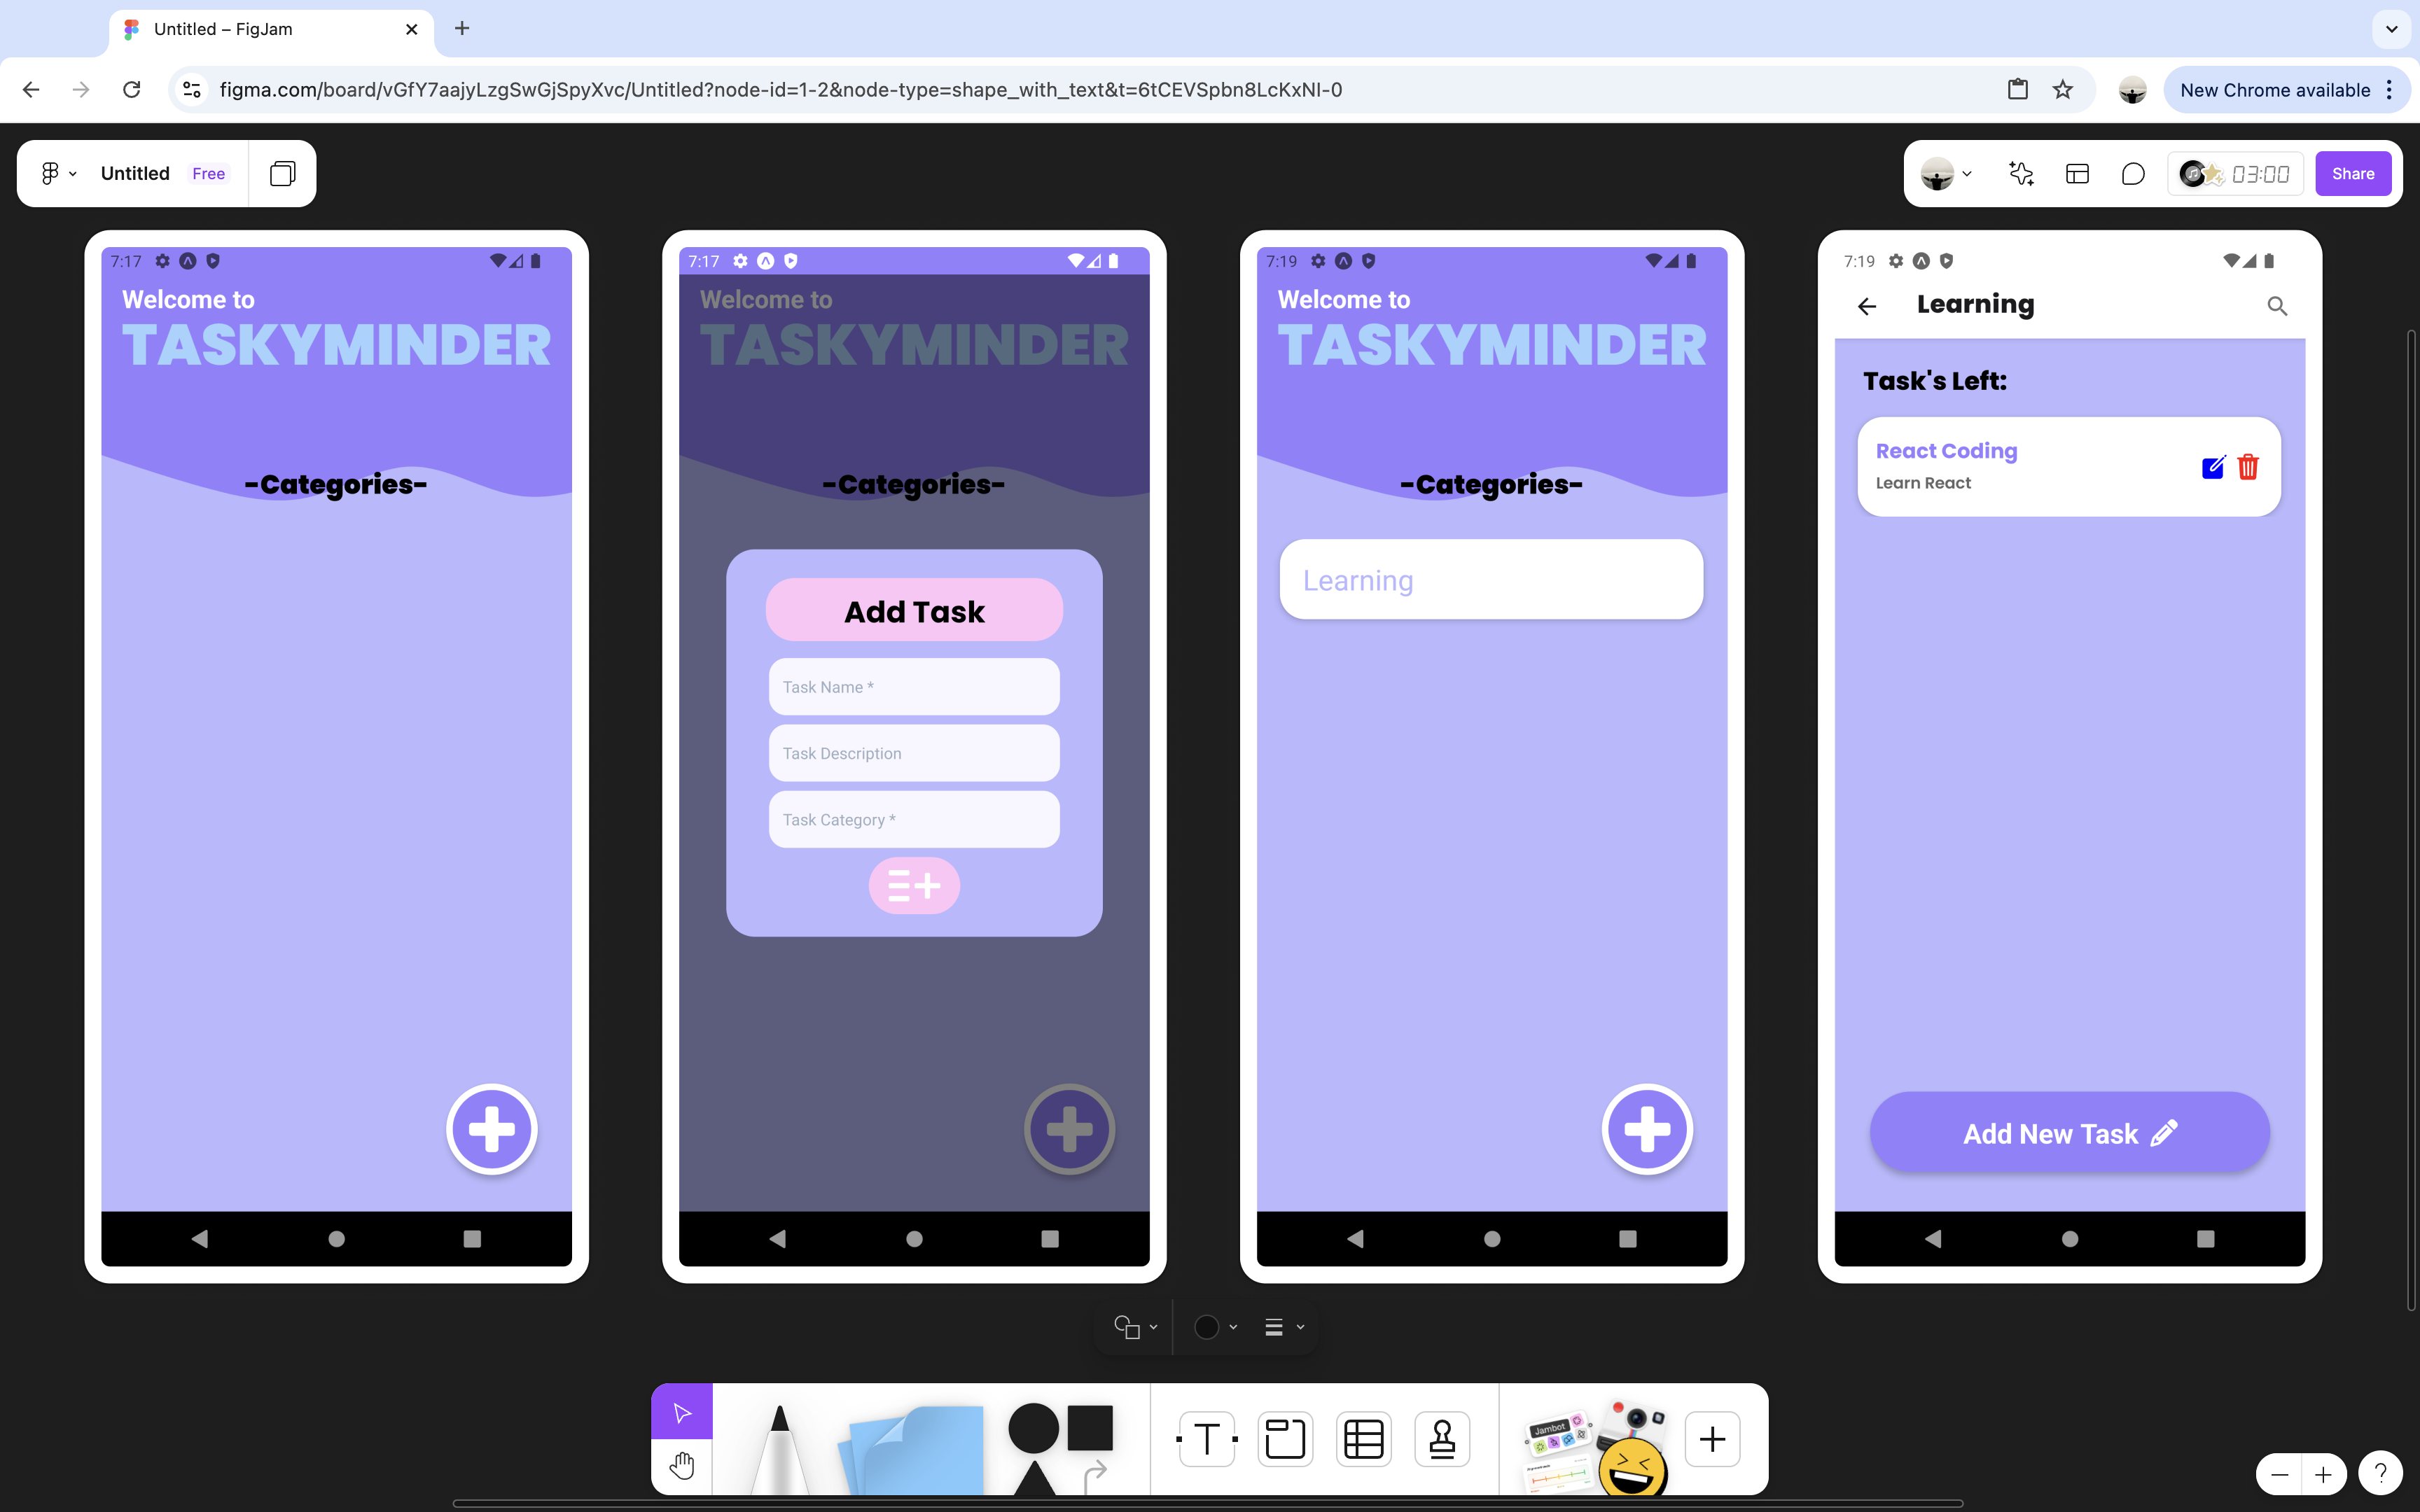 Untitled – FigJam
figma.com/board/vGfY7aajyLzgSwGjSpyXvc/Untitled?node-id=1-2&node-type=shape_with_text&t=6tCEVSpbn8LcKxNI-0
New Chrome available
Untitled Free
03:00
Share
7:17
Welcome to
TASKYMINDER
-Categories-
7:17
Welcome to
TASKYMINDER
-Categories-
Add Task
Task Name *
Task Description
Task Category *
7:19
Welcome to
TASKYMINDER
-Categories-
Learning
7:19
Learning
Task's Left:
React Coding
Learn React
Add New Task
T
Jambot
?